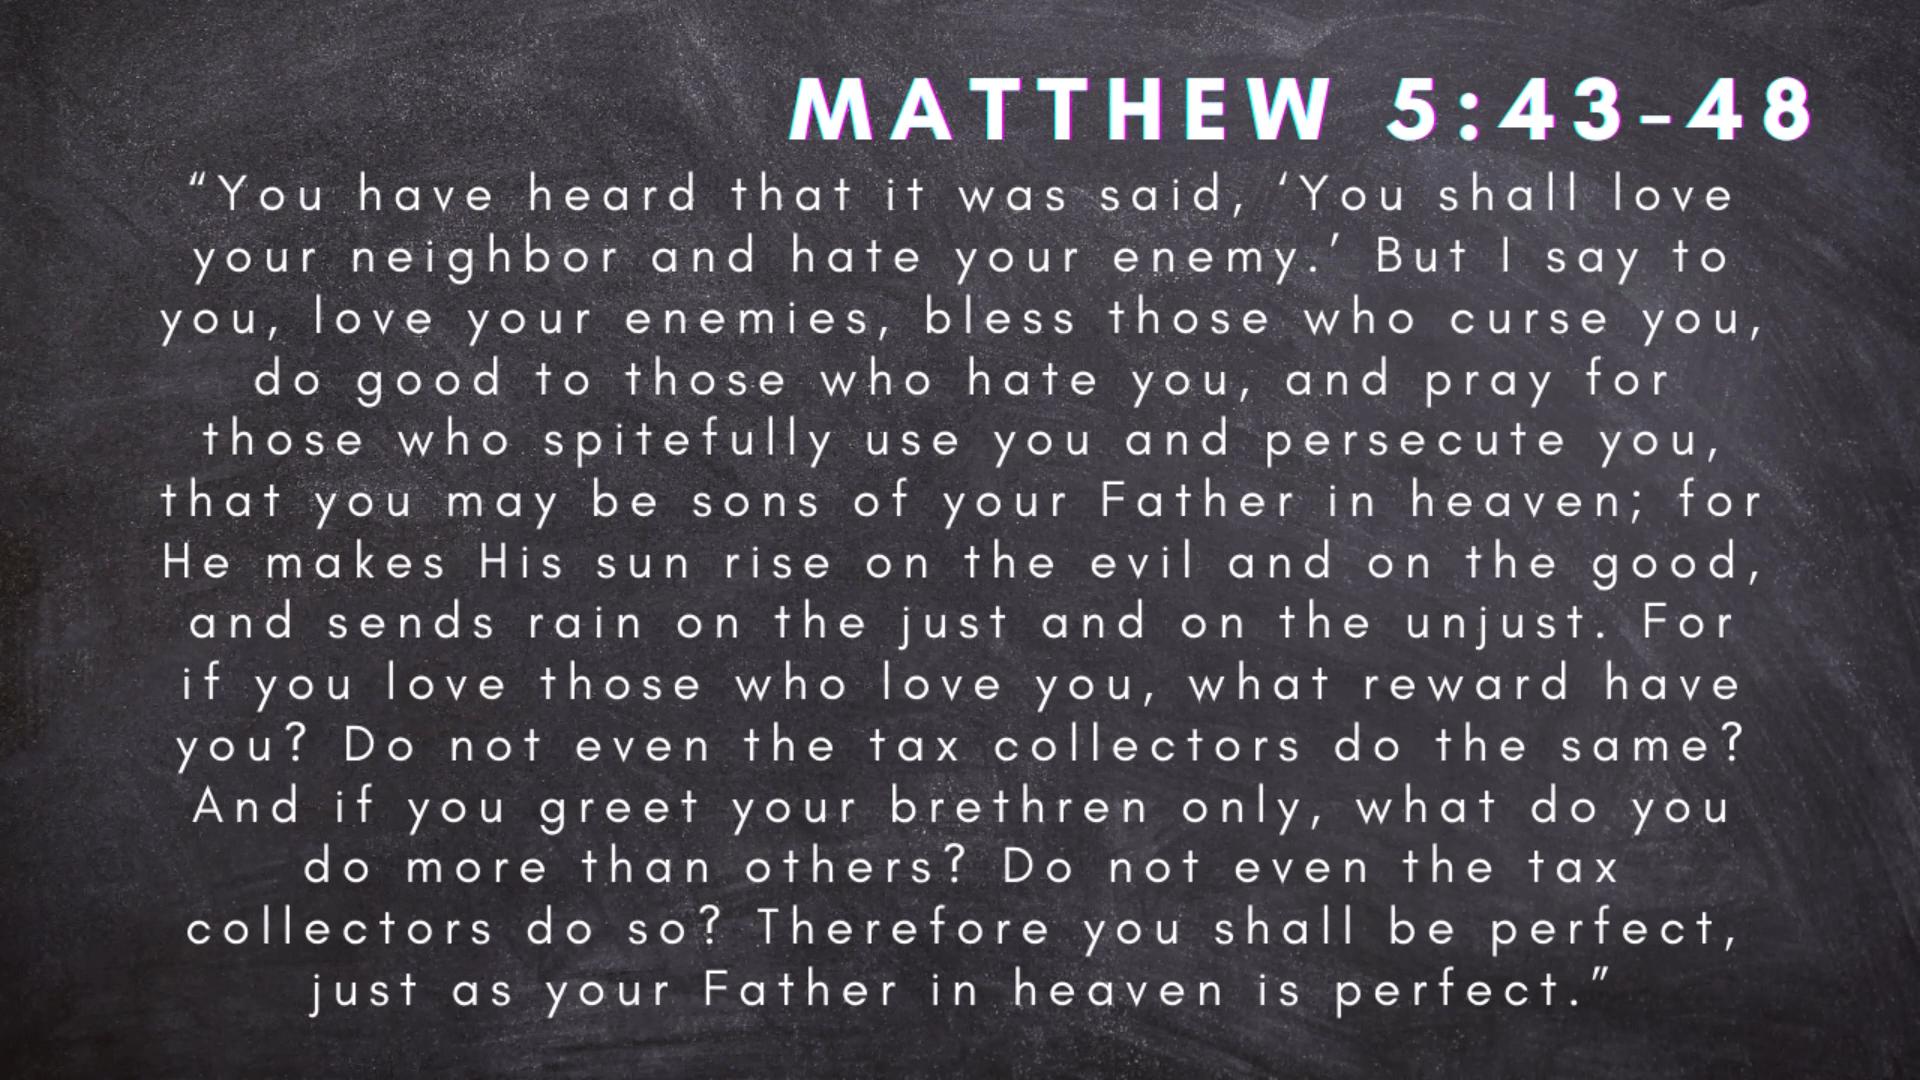 MATTHEW 5:43-48
“You have heard that it was said, ‘You shall love
your neighbor and hate your enemy.’ But I say to
you, love your enemies, bless those who curse you,
do good to those who hate you, and pray for
those who spitefully use you and persecute you,
that you may be sons of your Father in heaven; for
He makes His sun rise on the evil and on the good,
and sends rain on the just and on the unjust. For
if you love those who love you, what reward have
you? Do not even the tax collectors do the same?
And if you greet your brethren only, what do you
do more than others? Do not even the tax
collectors do so? Therefore you shall be perfect,
just as your Father in heaven is perfect.”